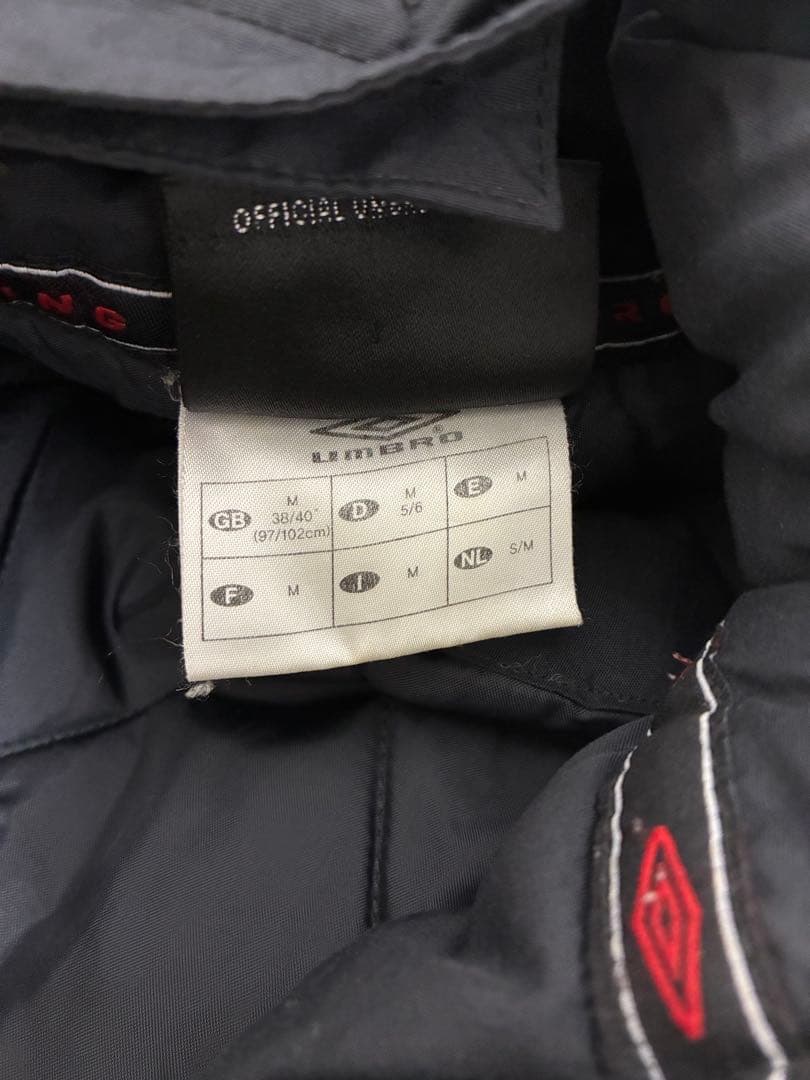 OFFICIAL
umBRO®
GB M 38/40" (97/102cm)
D M 5/6
E M
F M
I M
NL S/M